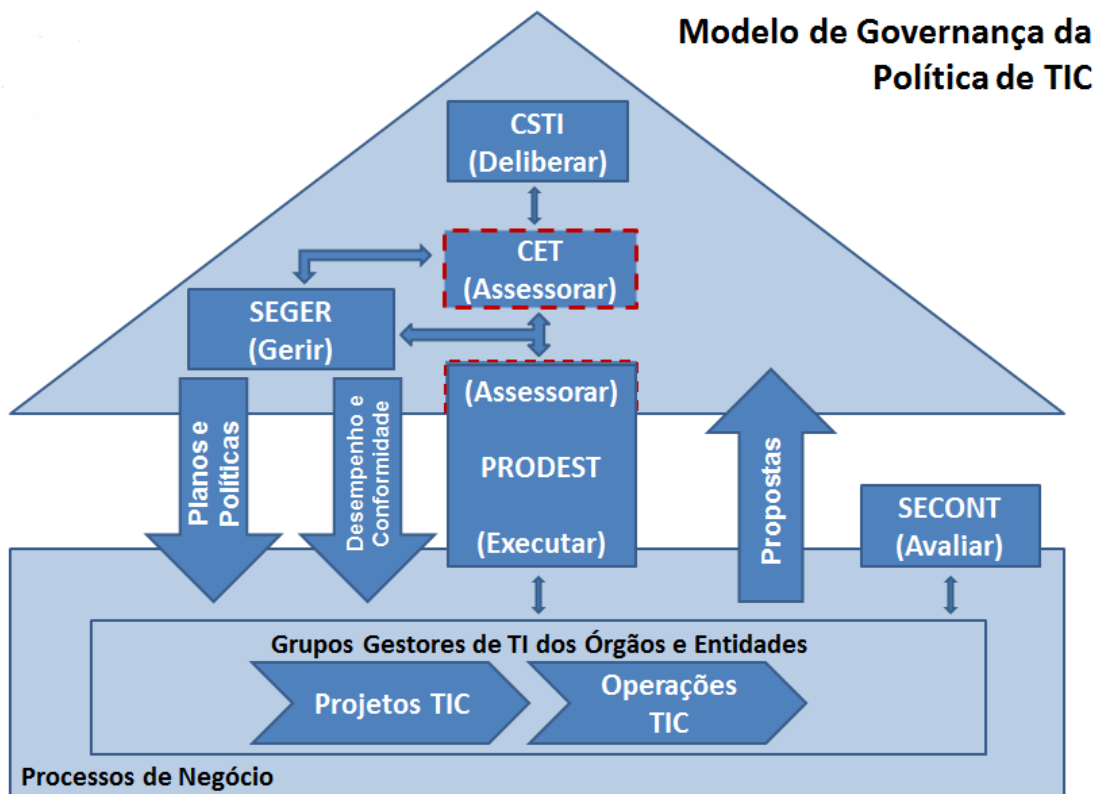 Modelo de Governança da
Política de TIC
CSTI
(Deliberar)
CET
(Assessorar)
SEGER
(Gerir)
(Assessorar)
PRODEST
(Executar)
Planos e
Políticas
Desempenho e
Conformidade
Propostas
SECONT
(Avaliar)
Grupos Gestores de TI dos Órgãos e Entidades
Projetos TIC
Operações
TIC
Processos de Negócio